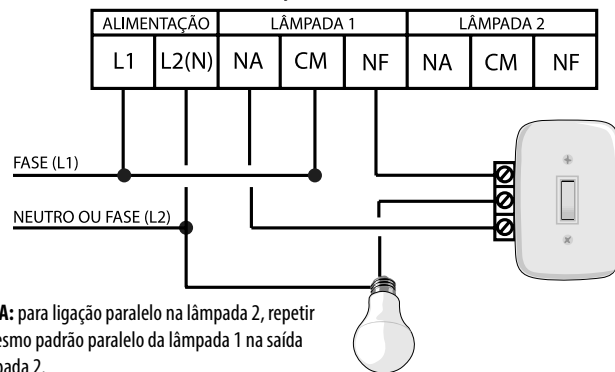 ALIMENTAÇÃO LÂMPADA 1 LÂMPADA 2
L1 L2(N) NA CM NF NA CM NF
FASE (L1)
NEUTRO OU FASE (L2)
A: para ligação paralelo na lâmpada 2, repetir
esmo padrão paralelo da lâmpada 1 na saída
pada 2.